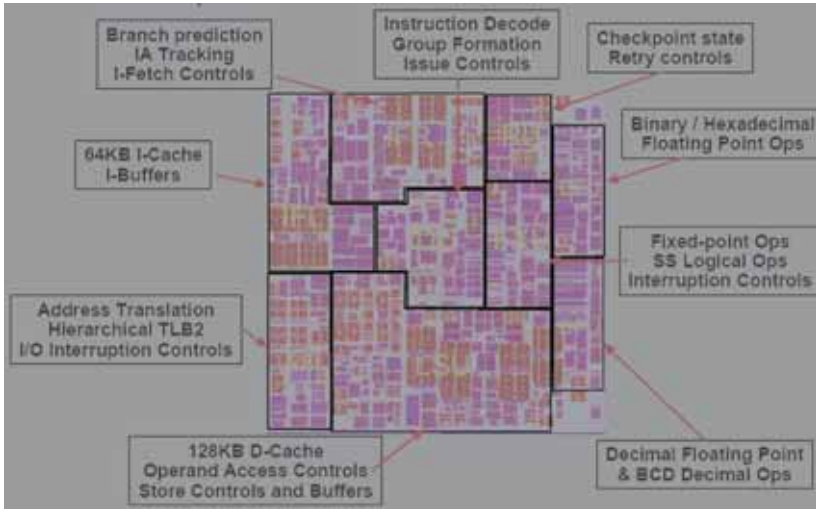 Branch prediction
IA Tracking
I-Fetch Controls
Instruction Decode
Group Formation
Issue Controls
Checkpoint state
Retry controls
64KB I-Cache
I-Buffers
Binary / Hexadecimal
Floating Point Ops
Fixed-point Ops
SS Logical Ops
Interruption Controls
Address Translation
Hierarchical TLB2
I/O Interruption Controls
128KB D-Cache
Operand Access Controls
Store Controls and Buffers
Decimal Floating Point
& BCD Decimal Ops